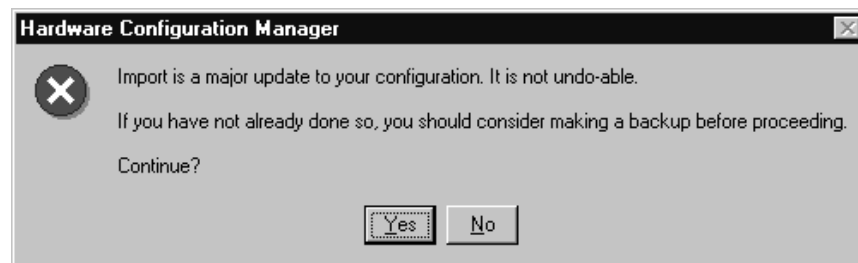 Hardware Configuration Manager
Import is a major update to your configuration. It is not undo-able.
If you have not already done so, you should consider making a backup before proceeding.
Continue?
Yes No